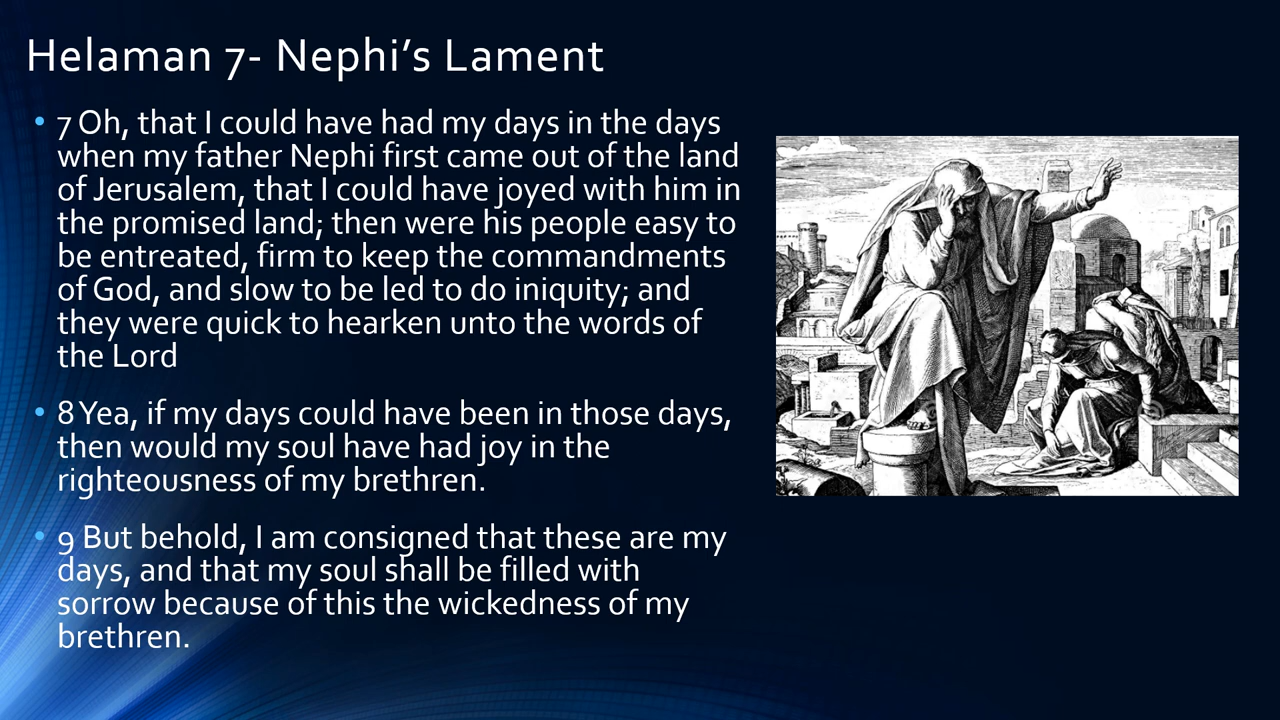 Helaman 7- Nephi’s Lament
• 7 Oh, that I could have had my days in the days
when my father Nephi first came out of the land
of Jerusalem, that I could have joyed with him in
the promised land; then were his people easy to
be entreated, firm to keep the commandments
of God, and slow to be led to do iniquity; and
they were quick to hearken unto the words of
the Lord
• 8 Yea, if my days could have been in those days,
then would my soul have had joy in the
righteousness of my brethren.
• 9 But behold, I am consigned that these are my
days, and that my soul shall be filled with
sorrow because of this the wickedness of my
brethren.